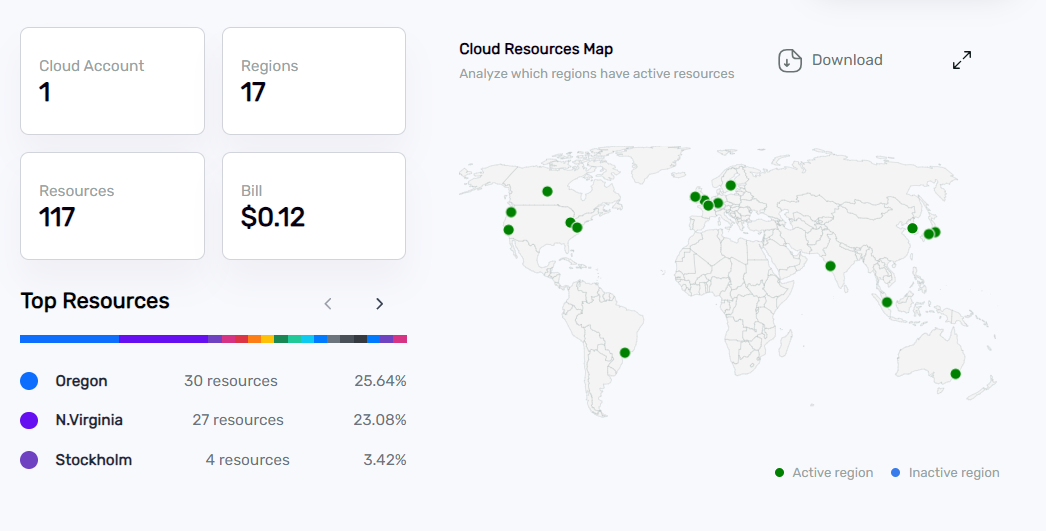 Cloud Account
1
Regions
17
Resources
117
Bill
$0.12
Top Resources
Oregon 30 resources 25.64%
N.Virginia 27 resources 23.08%
Stockholm 4 resources 3.42%
Cloud Resources Map
Analyze which regions have active resources
Download
Active region
Inactive region